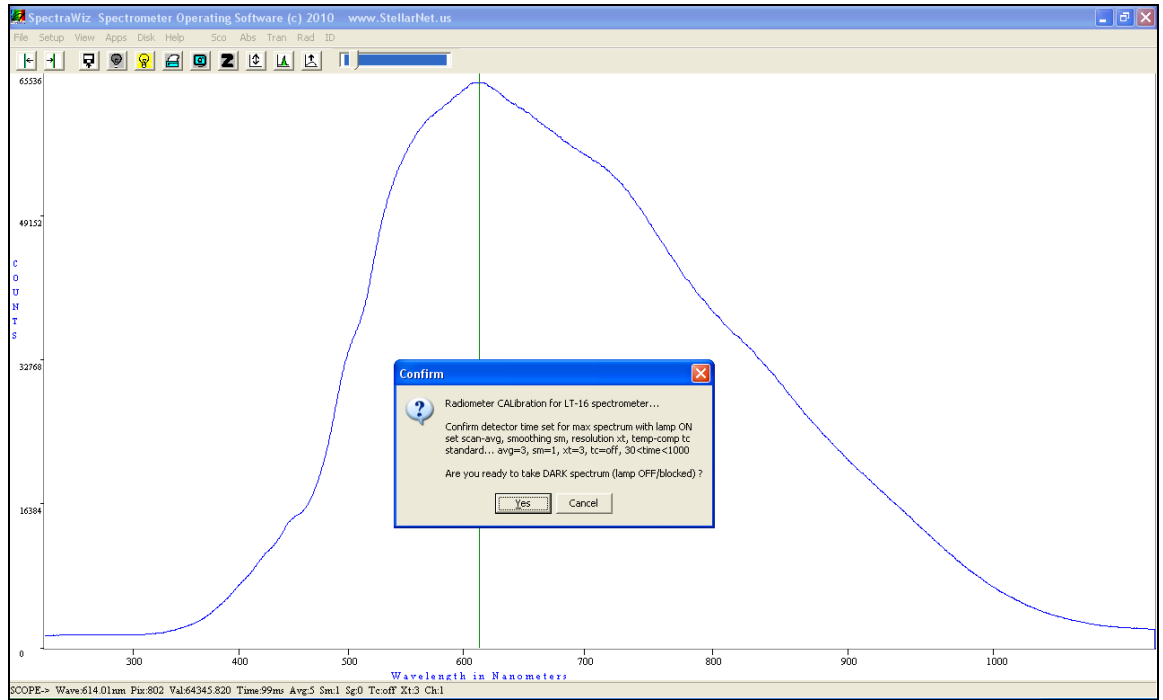 SpectraWiz Spectrometer Operating Software (c) 2010 www.StellarNet.us
File Setup View Apps Disk Help Sco Abs Tran Rad ID
65536
49152
COUNTS
32768
16384
0
Confirm
Radiometer CALibration for LT-16 spectrometer...
Confirm detector time set for max spectrum with lamp ON
set scan-avg, smoothing sm, resolution xt, temp-comp tc
standard... avg=3, sm=1, xt=3, tc=off, 30<time<1000
Are you ready to take DARK spectrum (lamp OFF/blocked) ?
Yes Cancel
300 400 500 600 700 800 900 1000
Wavelength in Nanometers
SCOPE-> Wave:614.01nm Pix:802 Val:64345.820 Time:99ms Avg:5 Sm:1 Sg:0 Tc:off Xt:3 Ch:1